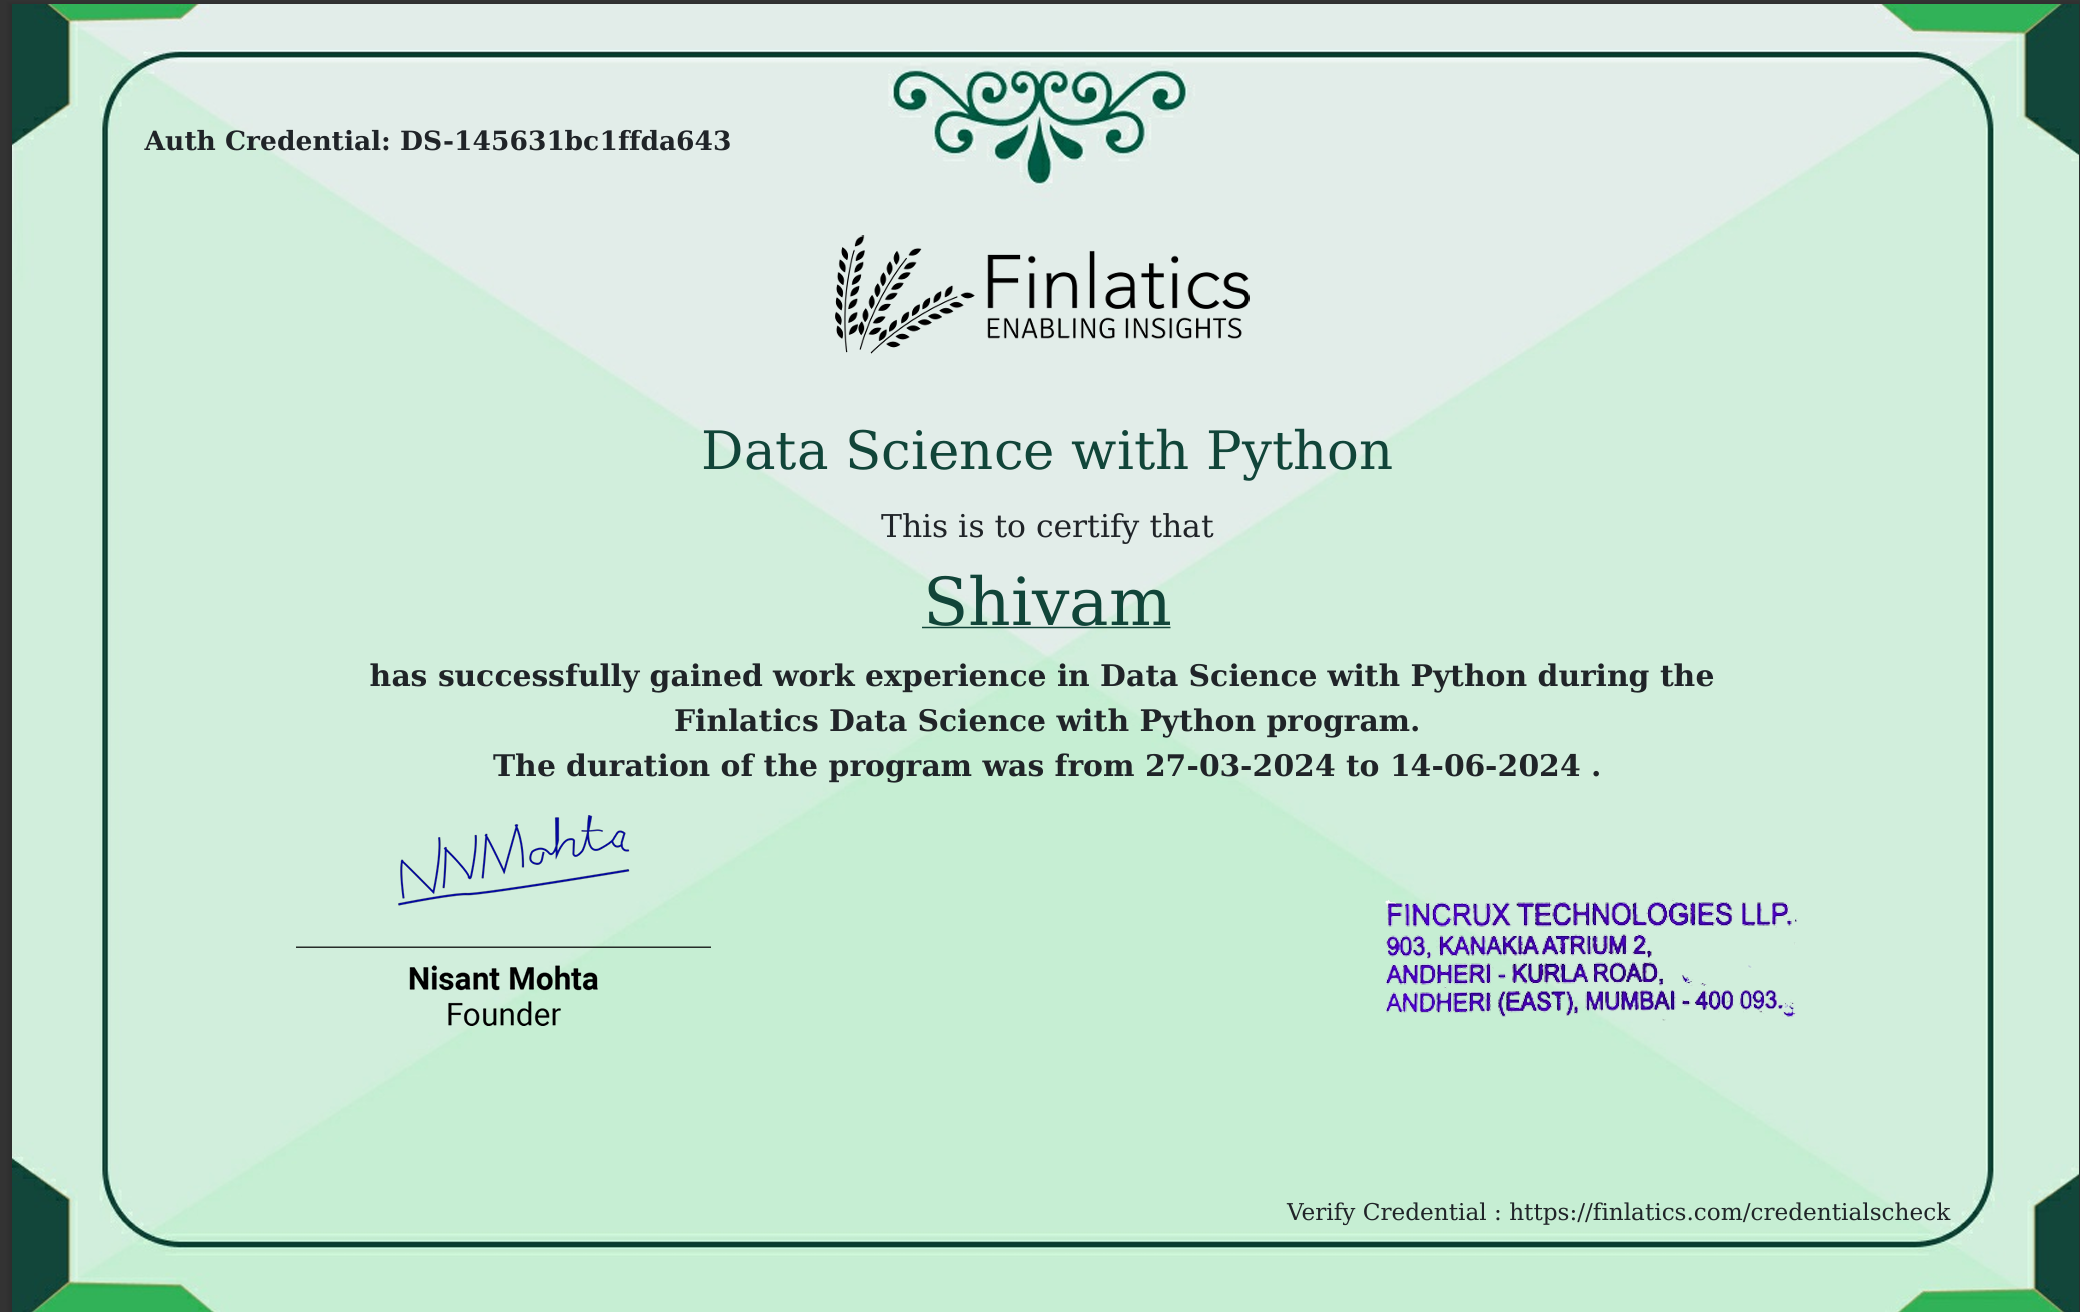 Auth Credential: DS-145631bc1ffda643
Finlatics
ENABLING INSIGHTS
Data Science with Python
This is to certify that
Shivam
has successfully gained work experience in Data Science with Python during the
Finlatics Data Science with Python program.
The duration of the program was from 27-03-2024 to 14-06-2024 .
NNMohta
Nisant Mohta
Founder
FINCRUX TECHNOLOGIES LLP.
903, KANAKIA ATRIUM 2,
ANDHERI - KURLA ROAD,
ANDHERI (EAST), MUMBAI - 400 093.
Verify Credential : https://finlatics.com/credentialscheck